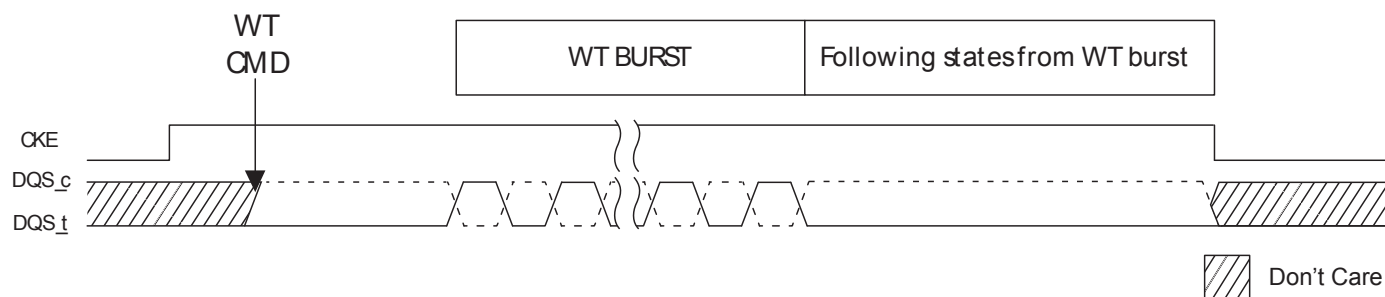 WT
CMD
WT BURST
Following states from WT burst
CKE
DQS_c
DQS_t
Don't Care